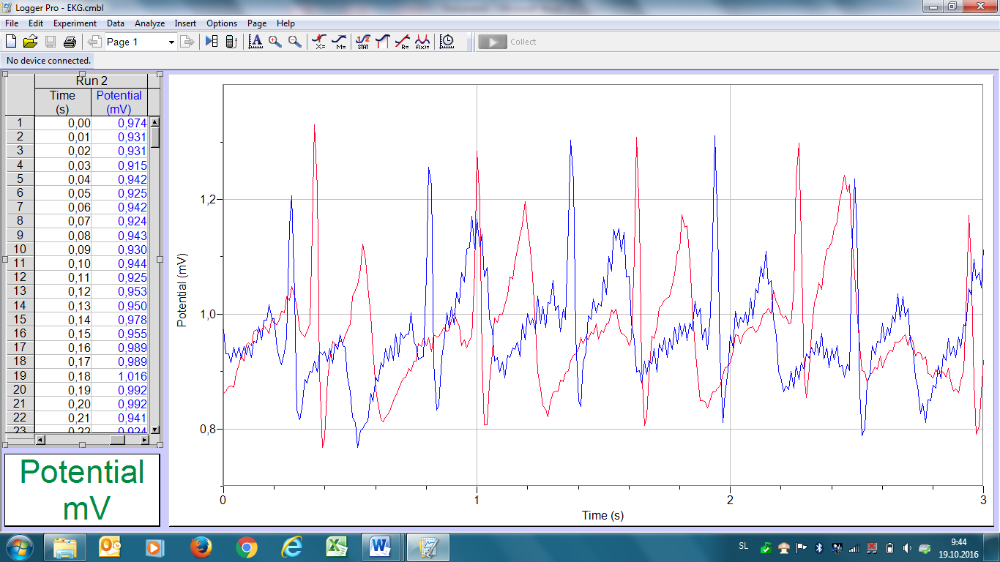 Logger Pro - EKG.cmbl
File Edit Experiment Data Analyze Insert Options Page Help
Page 1 X= M= 1/2 STAT R= f(x)= Collect
No device connected.
Run 2
Time Potential
(s) (mV)
1 0,00 0,974
2 0,01 0,931
3 0,02 0,931
4 0,03 0,915
5 0,04 0,942
6 0,05 0,925
7 0,06 0,942
8 0,07 0,924
9 0,08 0,943
10 0,09 0,930
11 0,10 0,944
12 0,11 0,925
13 0,12 0,953
14 0,13 0,950
15 0,14 0,978
16 0,15 0,955
17 0,16 0,989
18 0,17 0,989
19 0,18 1,016
20 0,19 0,992
21 0,20 0,992
22 0,21 0,941
23 0,22 0,924
Potential
mV
Potential (mV)
1,2
1,0
0,8
0 1 2 3
Time (s)
SL 9:44
19.10.2016